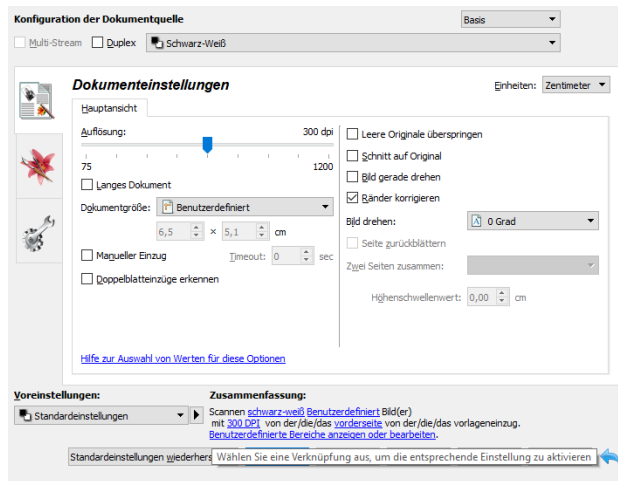 Konfiguration der Dokumentquelle Basis
Multi-Stream Duplex Schwarz-Weiß
Dokumenteinstellungen Einheiten: Zentimeter
Hauptansicht
Auflösung: 300 dpi
75 1200
Langes Dokument
Dokumentgröße: Benutzerdefiniert
6,5 × 5,1 cm
Manueller Einzug Timeout: 0 sec
Doppelblatteinzüge erkennen
Leere Originale überspringen
Schnitt auf Original
Bild gerade drehen
Ränder korrigieren
Bild drehen: 0 Grad
Seite zurückblättern
Zwei Seiten zusammen:
Höhenschwellenwert: 0,00 cm
Hilfe zur Auswahl von Werten für diese Optionen
Voreinstellungen:
Standardeinstellungen
Zusammenfassung:
Scannen schwarz-weiß Benutzerdefiniert Bild(er)
mit 300 DPI von der/die/das vorderseite von der/die/das vorlageneinzug.
Benutzerdefinierte Bereiche anzeigen oder bearbeiten.
Standardeinstellungen wiederhers
Wählen Sie eine Verknüpfung aus, um die entsprechende Einstellung zu aktivieren